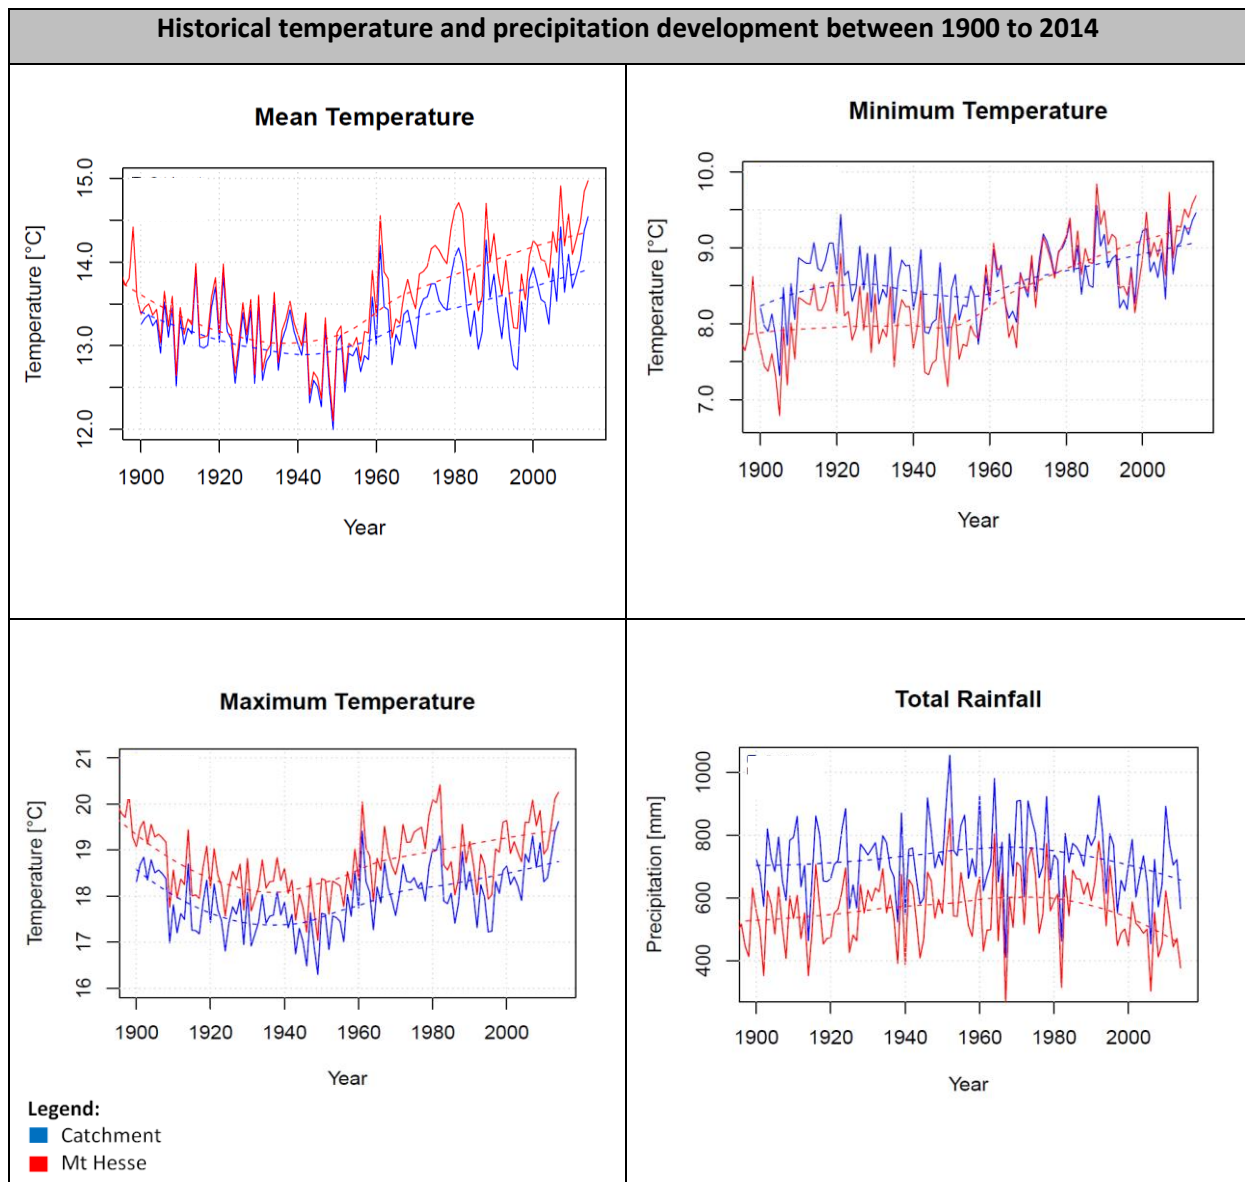 Historical temperature and precipitation development between 1900 to 2014
Mean Temperature
Temperature [°C]
15.0
14.0
13.0
12.0
1900 1920 1940 1960 1980 2000
Year
Minimum Temperature
Temperature [°C]
10.0
9.0
8.0
7.0
1900 1920 1940 1960 1980 2000
Year
Maximum Temperature
Temperature [°C]
21
20
19
18
17
16
1900 1920 1940 1960 1980 2000
Year
Total Rainfall
Precipitation [mm]
1000
800
600
400
1900 1920 1940 1960 1980 2000
Year
Legend:
Catchment
Mt Hesse